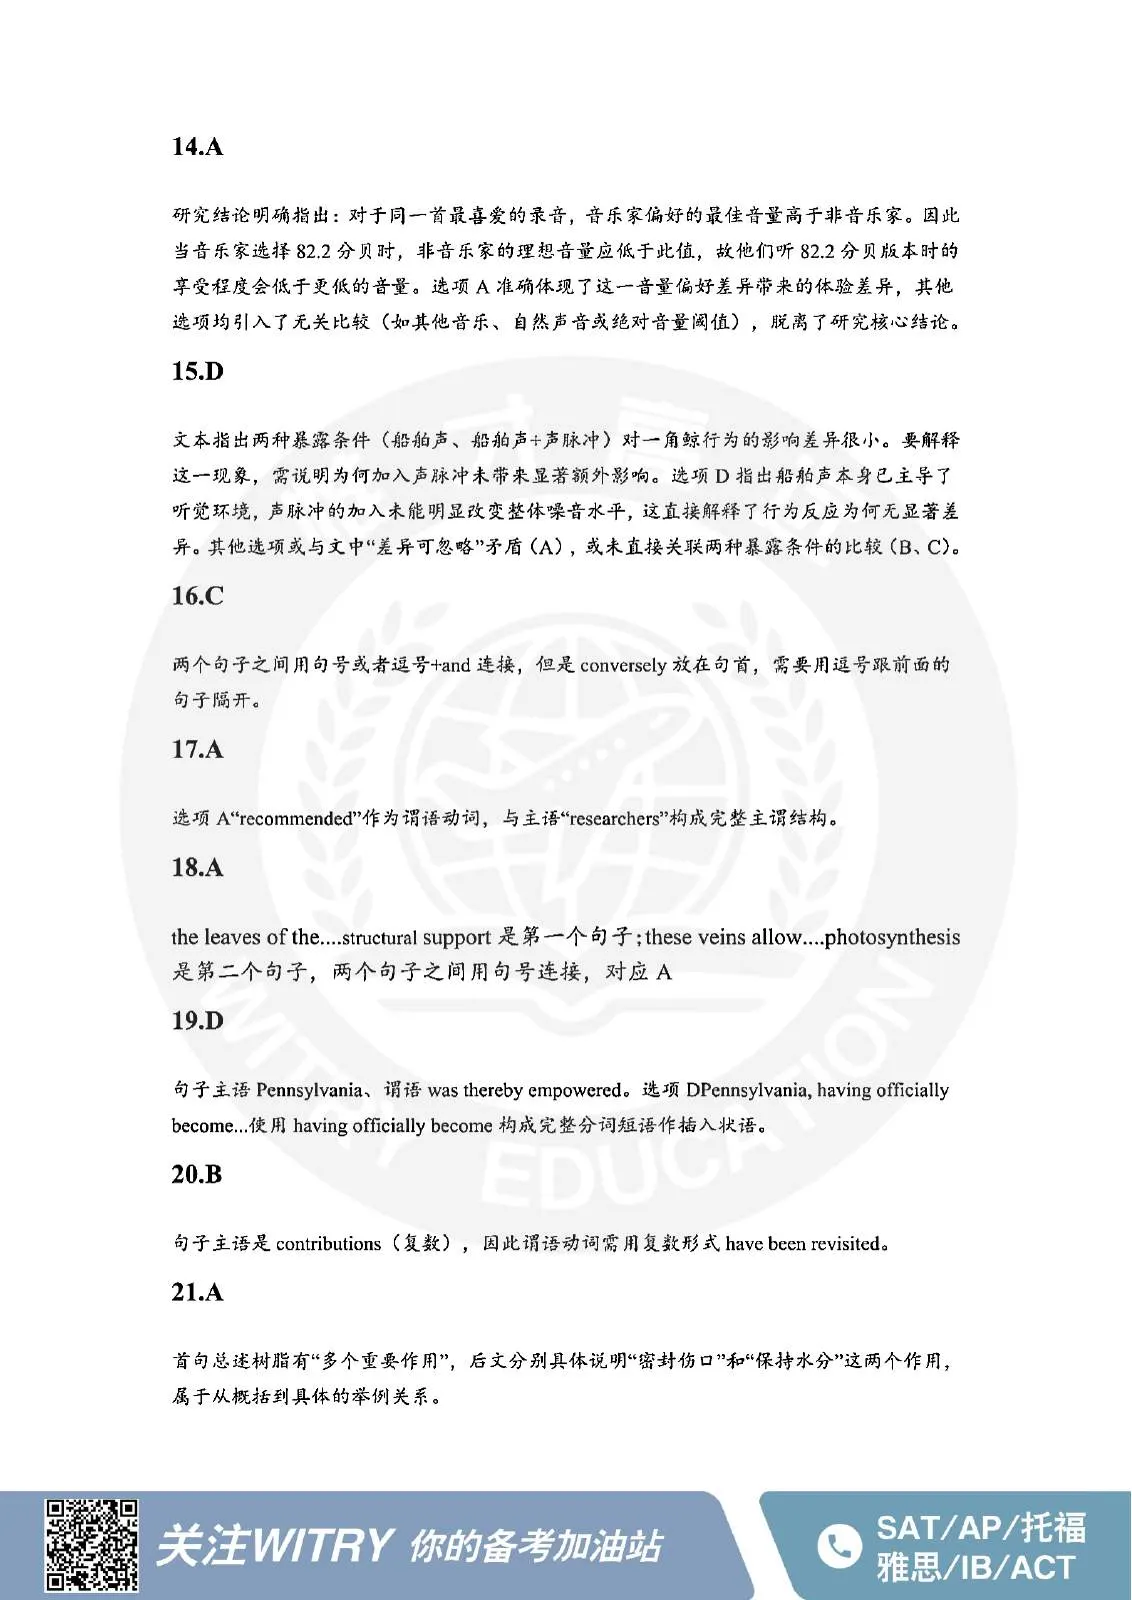 14.A
研究结论明确指出：对于同一首最喜爱的录音，音乐家偏好的最佳音量高于非音乐家。因此
当音乐家选择 82.2 分贝时，非音乐家的理想音量应低于此值，故他们听 82.2 分贝版本时的
享受程度会低于更低的音量。选项 A 准确体现了这一音量偏好差异带来的体验差异，其他
选项均引入了无关比较（如其他音乐、自然声音或绝对音量阈值），脱离了研究核心结论。
15.D
文本指出两种暴露条件（船舶声、船舶声+声脉冲）对一角鲸行为的影响差异很小。要解释
这一现象，需说明为何加入声脉冲未带来显著额外影响。选项 D 指出船舶声本身已主导了
听觉环境，声脉冲的加入未能明显改变整体噪音水平，这直接解释了行为反应为何无显著差
异。其他选项或与文中“差异可忽略”矛盾（A），或未直接关联两种暴露条件的比较（B、C）。
16.C
两个句子之间用句号或者逗号+and 连接，但是 conversely 放在句首，需要用逗号跟前面的
句子隔开。
17.A
选项 A“recommended”作为谓语动词，与主语“researchers”构成完整主谓结构。
18.A
the leaves of the....structural support 是第一个句子;these veins allow....photosynthesis
是第二个句子，两个句子之间用句号连接，对应 A
19.D
句子主语 Pennsylvania、谓语 was thereby empowered。选项 DPennsylvania, having officially
become...使用 having officially become 构成完整分词短语作插入状语。
20.B
句子主语是 contributions（复数），因此谓语动词需用复数形式 have been revisited。
21.A
首句总述树脂有“多个重要作用”，后文分别具体说明“密封伤口”和“保持水分”这两个作用，
属于从概括到具体的举例关系。
WITRY EDUCATION
关注WITRY 你的备考加油站
SAT/AP/托福
雅思/IB/ACT